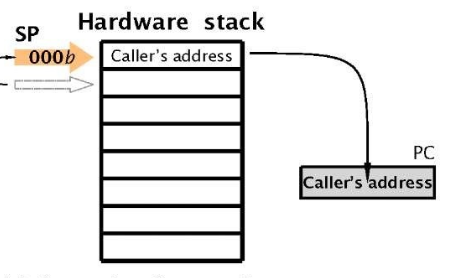 Hardware stack
SP
000b
Caller's address
PC
Caller's address